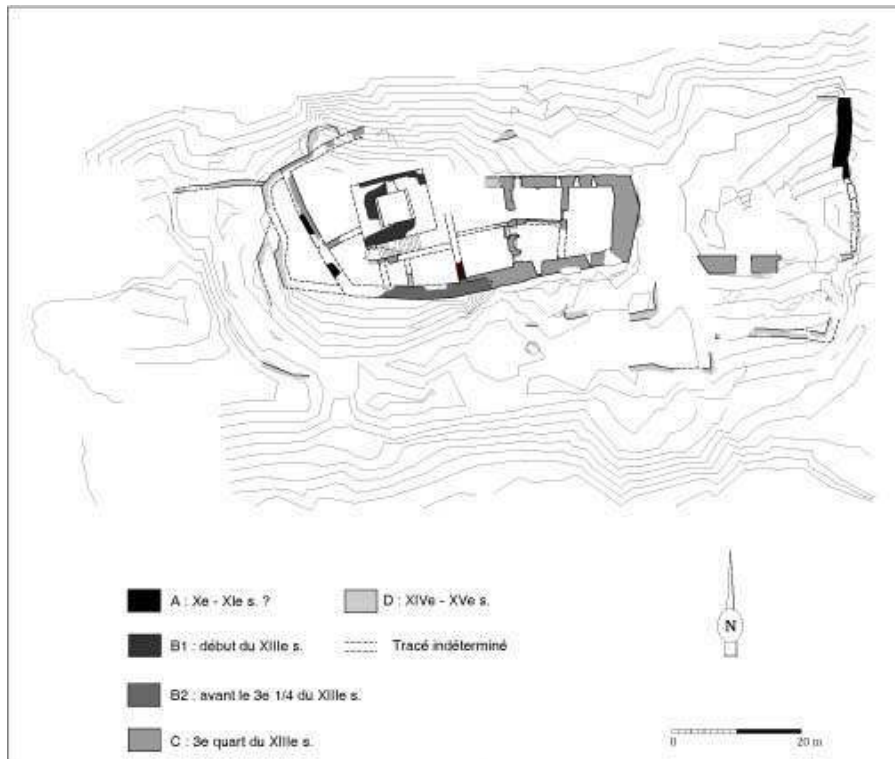 A : Xe - XIe s. ?
D : XIVe - XVe s.
B1 : début du XIIIe s.
Tracé indéterminé
B2 : avant le 3e 1/4 du XIIIe s.
C : 3e quart du XIIIe s.
N
0 20 m